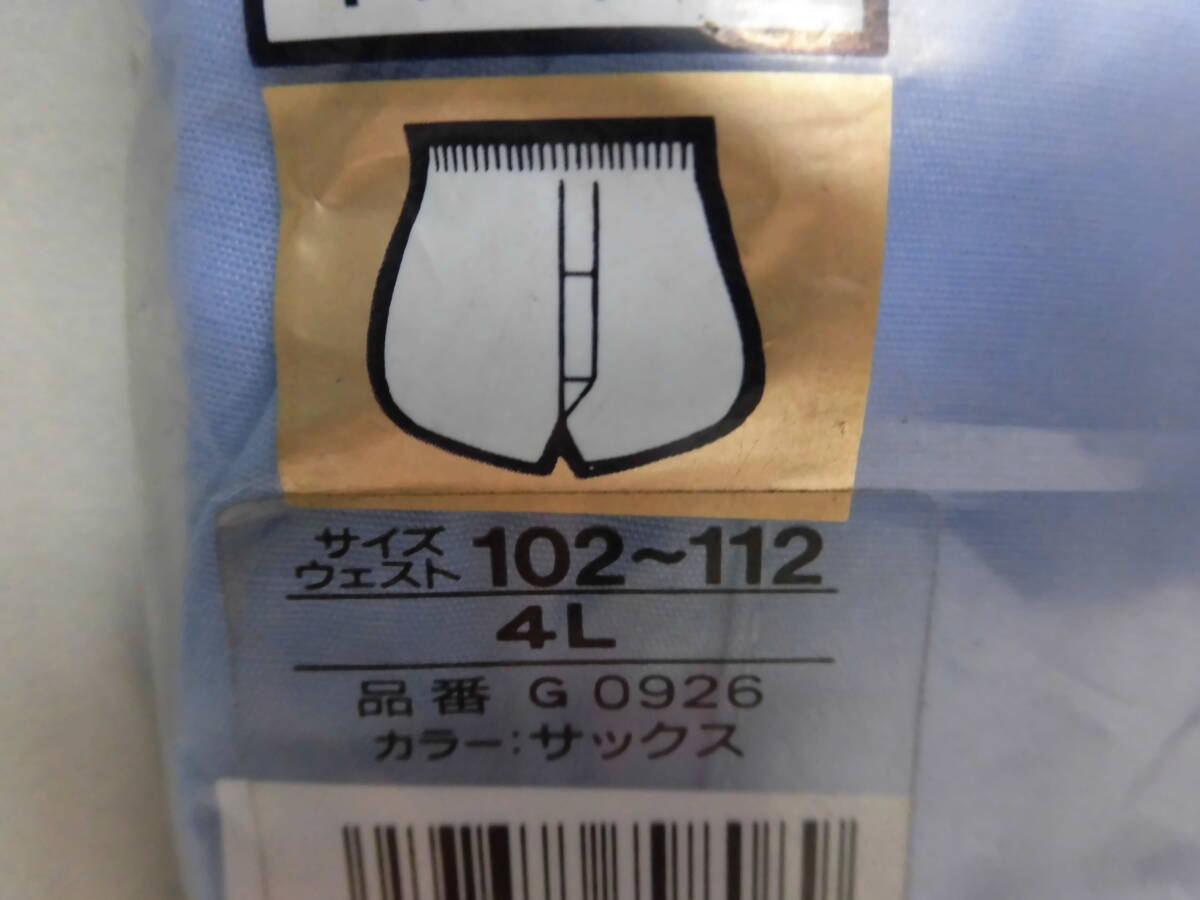 サイズ
ウェスト 102~112
4L
品番 G 0926
カラー:サックス